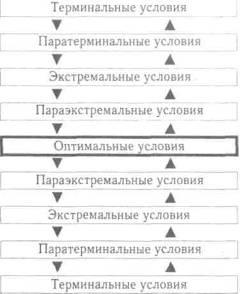 Терминальные условия
Паратерминальные условия
Экстремальные условия
Параэкстремальные условия
Оптимальные условия
Параэкстремальные условия
Экстремальные условия
Паратерминальные условия
Терминальные условия